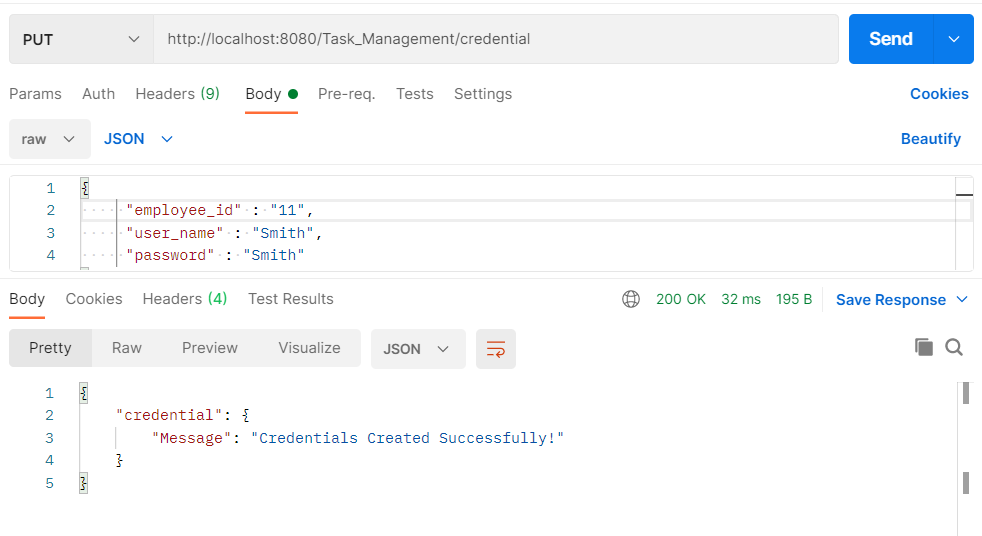 PUT http://localhost:8080/Task_Management/credential Send
Params Auth Headers (9) Body Pre-req. Tests Settings Cookies
raw JSON Beautify
1 {
2 "employee_id" : "11",
3 "user_name" : "Smith",
4 "password" : "Smith"
Body Cookies Headers (4) Test Results 200 OK 32 ms 195 B Save Response
Pretty Raw Preview Visualize JSON
1 {
2 "credential": {
3 "Message": "Credentials Created Successfully!"
4 }
5 }